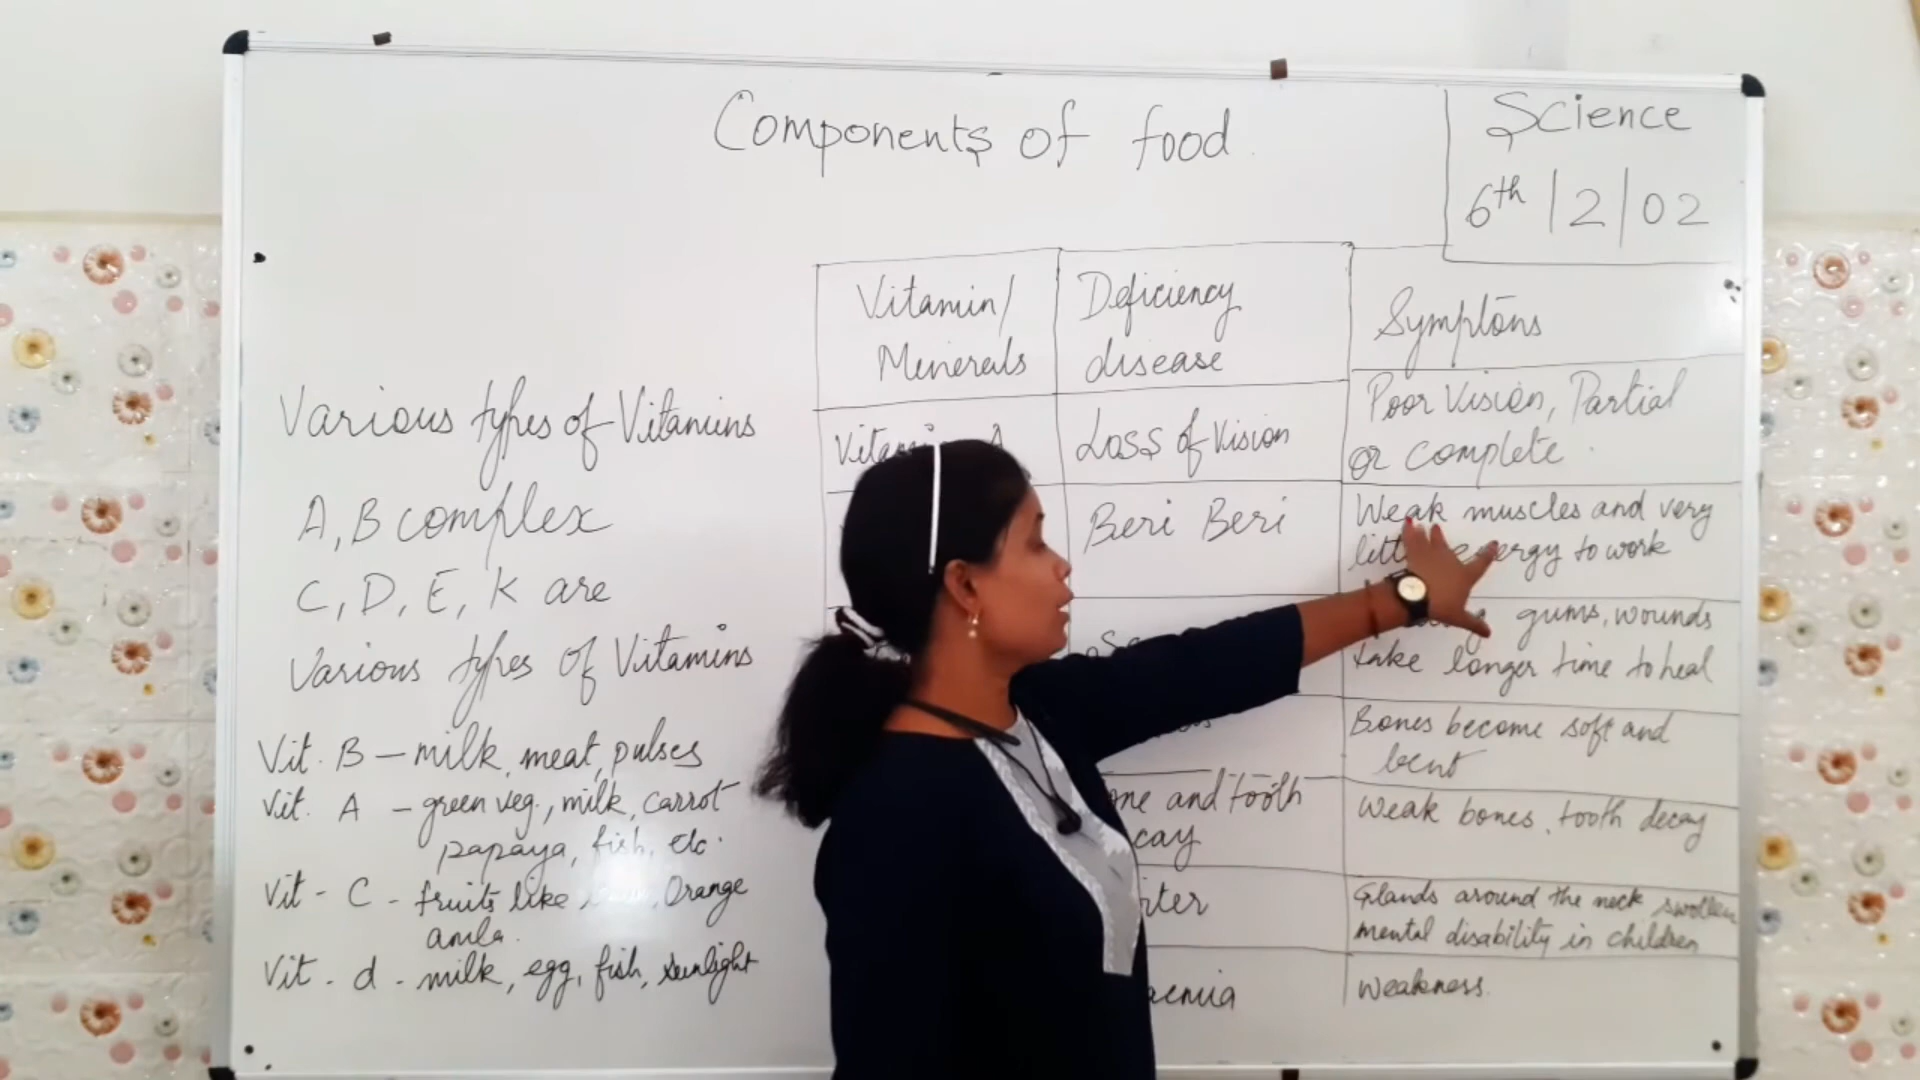 Components of food
Science
6th / 2 / 02
Various types of Vitamins
A, B complex
C, D, E, K are
Various types of Vitamins
Vit. B – milk, meat, pulses
Vit. A – green veg., milk, carrot
papaya, fish, etc.
Vit - C - fruits like Orange
amla.
Vit - d - milk, egg, fish, sunlight
Vitamin/
Minerals
Deficiency
disease
Symptoms
Loss of Vision
Poor Vision, Partial
or complete.
Beri Beri
Weak muscles and very
energy to work
gums, wounds
take longer time to heal
Bones become soft and
bent
and tooth
Weak bones, tooth decay
Glands around the neck swollen
mental disability in children
weakness.